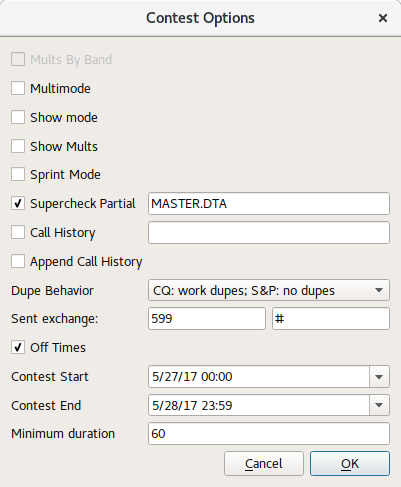 Contest Options
Mults By Band
Multimode
Show mode
Show Mults
Sprint Mode
Supercheck Partial MASTER.DTA
Call History
Append Call History
Dupe Behavior CQ: work dupes; S&P: no dupes
Sent exchange: 599 #
Off Times
Contest Start 5/27/17 00:00
Contest End 5/28/17 23:59
Minimum duration 60
Cancel OK